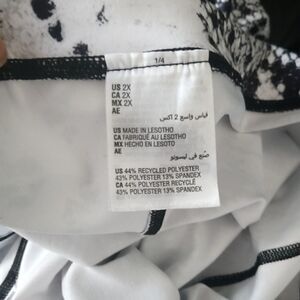 1/4
US 2X
CA 2X
MX 2X
AE
قياس واسع 2 اكس
US MADE IN LESOTHO
CA FABRIQUÉ AU LESOTHO
MX HECHO EN LESOTO
AE
صنع في ليسوتو
US 44% RECYCLED POLYESTER
43% POLYESTER 13% SPANDEX
CA 44% POLYESTER RECYCLÉ
43% POLYESTER 13% SPANDEX